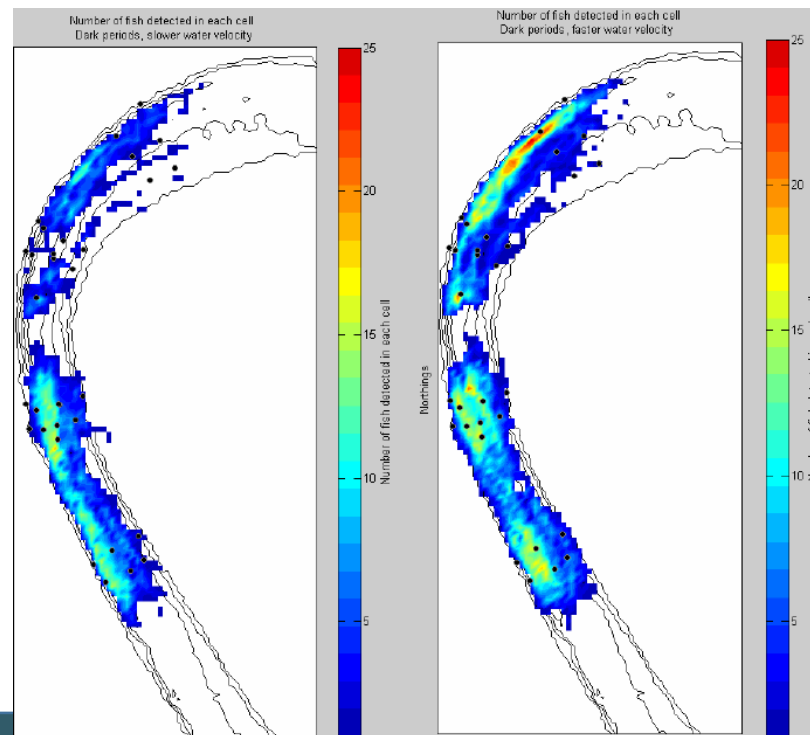 Number of fish detected in each cell
Dark periods, slower water velocity
25
20
15
10
5
Number of fish detected in each cell
Number of fish detected in each cell
Dark periods, faster water velocity
25
20
15
10
5
Northings